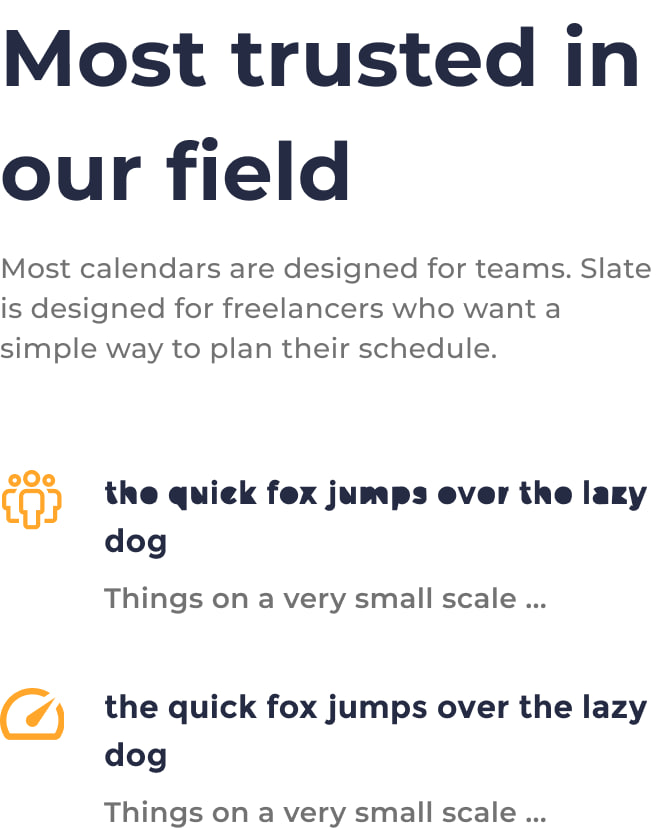 Most trusted in
our field
Most calendars are designed for teams. Slate
is designed for freelancers who want a
simple way to plan their schedule.
the quick fox jumps over the lazy
dog
Things on a very small scale ...
the quick fox jumps over the lazy
dog
Things on a very small scale ...